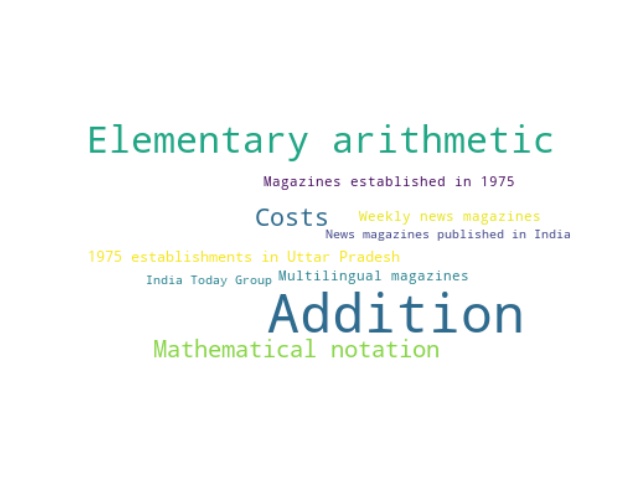 Elementary arithmetic
Magazines established in 1975
Costs
Weekly news magazines
News magazines published in India
1975 establishments in Uttar Pradesh
India Today Group
Multilingual magazines
Addition
Mathematical notation